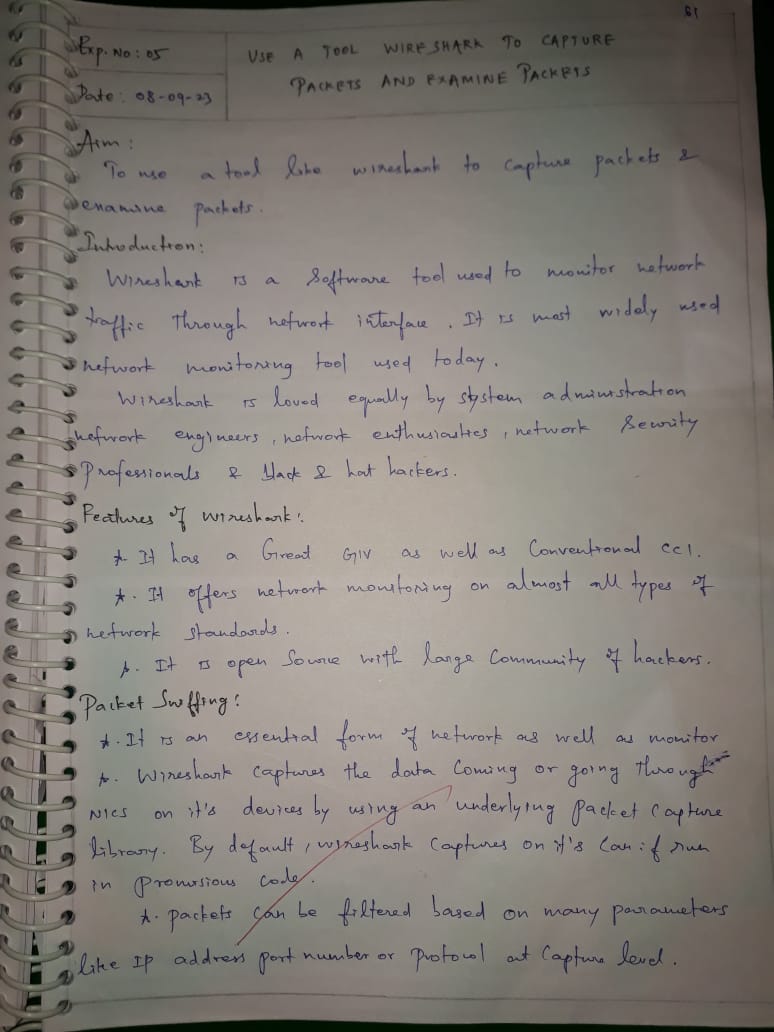 19
Exp. No: 05
USE A TOOL WIRESHARK TO CAPTURE
PACKETS AND EXAMINE PACKETS
Date: 08-09-23
Aim:
To use a tool like wireshark to capture packets &
enamine packets.
Introduction:
Wireshark is a Software tool used to monitor network
traffic through network interface. It is most widely used
network monitoring tool used today.
Wireshark is loved equally by system administration
network engineers, network enthusiasties, network Security
Professionals & black & hat hackers.
Features of wireshark:
*. It has a Great GIV as well as Conventional CCI.
*. It offers network monitoring on almost all types of
network standards.
*. It is open Source with large Community of hackers.
Packet Sniffing:
*. It is an essential form of network as well as monitor
*. Wireshark captures the data Coming or going through
NICS on it's devices by using an underlying packet capture
library. By default, wireshark Captures on it's Can if run
in Promusious code.
*. packets can be filtered based on many parameters
like IP address port number or Protocol at Capture level.